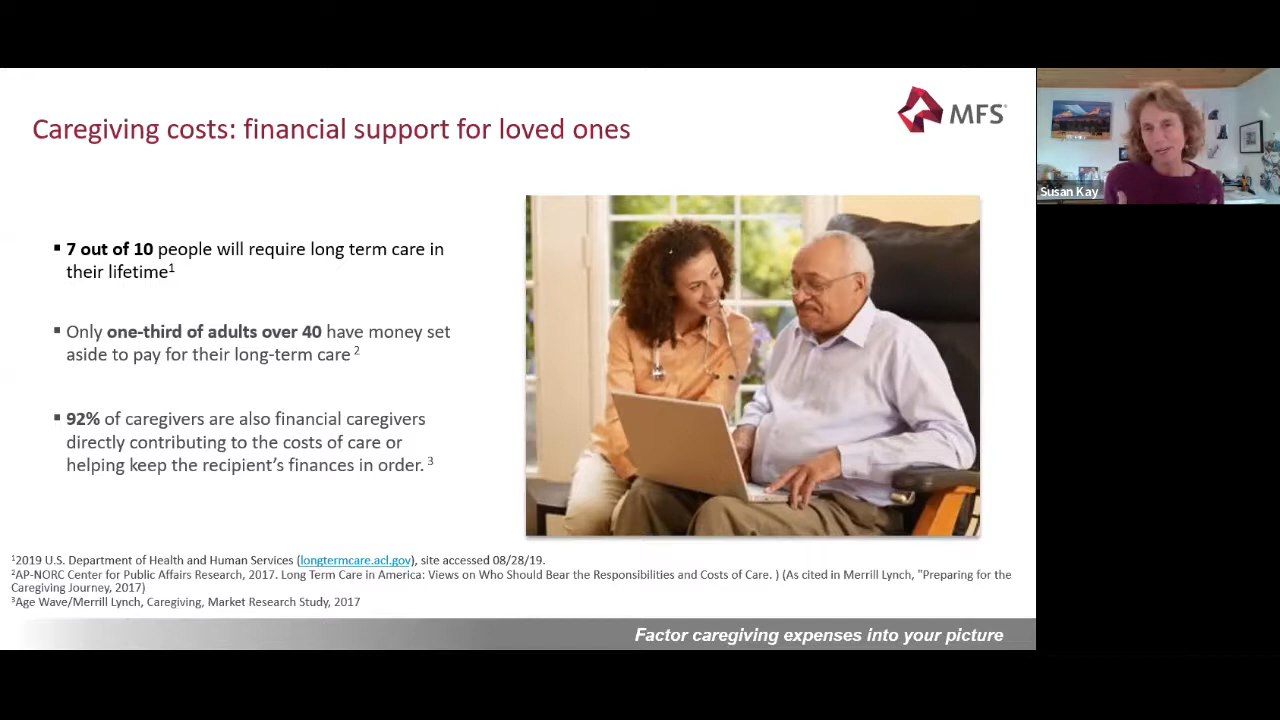 Caregiving costs: financial support for loved ones
MFS®
Susan Kay
▪ 7 out of 10 people will require long term care in
their lifetime1
▪ Only one-third of adults over 40 have money set
aside to pay for their long-term care 2
▪ 92% of caregivers are also financial caregivers
directly contributing to the costs of care or
helping keep the recipient's finances in order. 3
12019 U.S. Department of Health and Human Services (longtermcare.acl.gov), site accessed 08/28/19.
2AP-NORC Center for Public Affairs Research, 2017. Long Term Care in America: Views on Who Should Bear the Responsibilities and Costs of Care. ) (As cited in Merrill Lynch, "Preparing for the
Caregiving Journey, 2017)
3Age Wave/Merrill Lynch, Caregiving, Market Research Study, 2017
Factor caregiving expenses into your picture